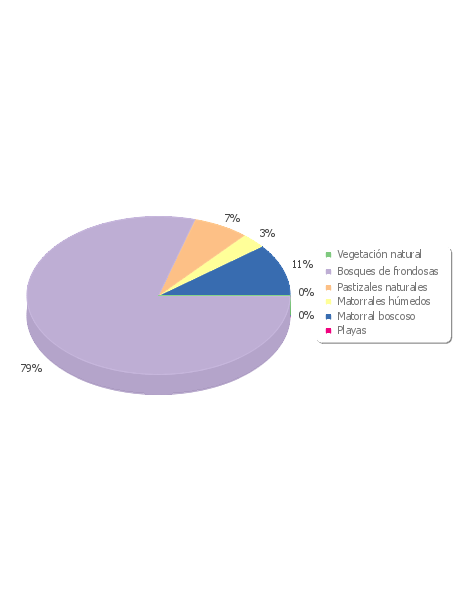 7%
3%
11%
0%
0%
79%
Vegetación natural
Bosques de frondosas
Pastizales naturales
Matorrales húmedos
Matorral boscoso
Playas